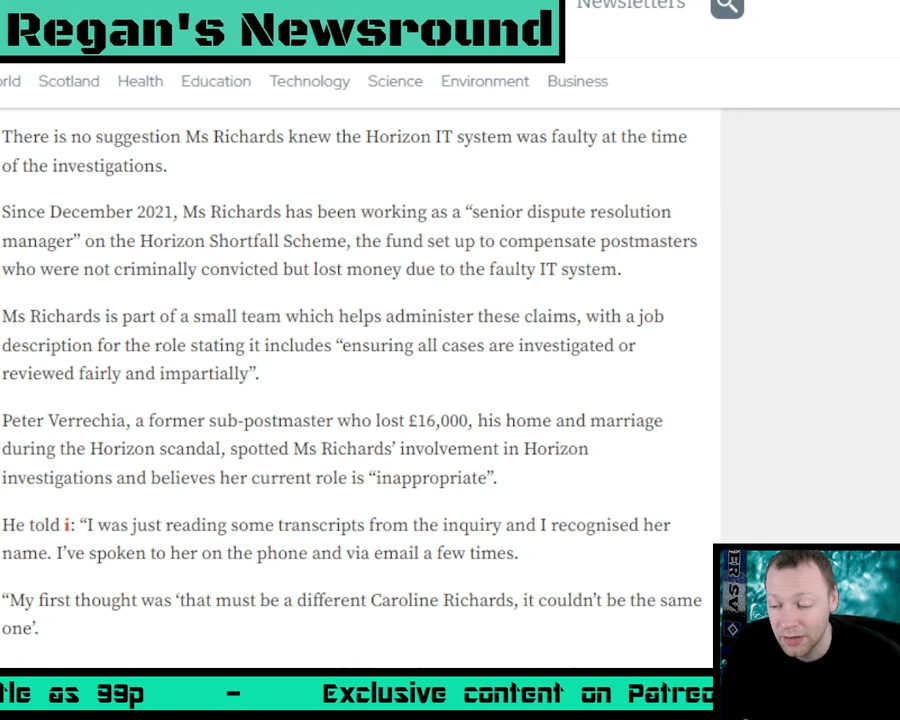 Regan's Newsround
Newsletters
Scotland Health Education Technology Science Environment Business
There is no suggestion Ms Richards knew the Horizon IT system was faulty at the time
of the investigations.
Since December 2021, Ms Richards has been working as a “senior dispute resolution
manager” on the Horizon Shortfall Scheme, the fund set up to compensate postmasters
who were not criminally convicted but lost money due to the faulty IT system.
Ms Richards is part of a small team which helps administer these claims, with a job
description for the role stating it includes “ensuring all cases are investigated or
reviewed fairly and impartially”.
Peter Verrechia, a former sub-postmaster who lost £16,000, his home and marriage
during the Horizon scandal, spotted Ms Richards’ involvement in Horizon
investigations and believes her current role is “inappropriate”.
He told i: “I was just reading some transcripts from the inquiry and I recognised her
name. I’ve spoken to her on the phone and via email a few times.
“My first thought was ‘that must be a different Caroline Richards, it couldn’t be the same
one’.
as 99p - Exclusive content on